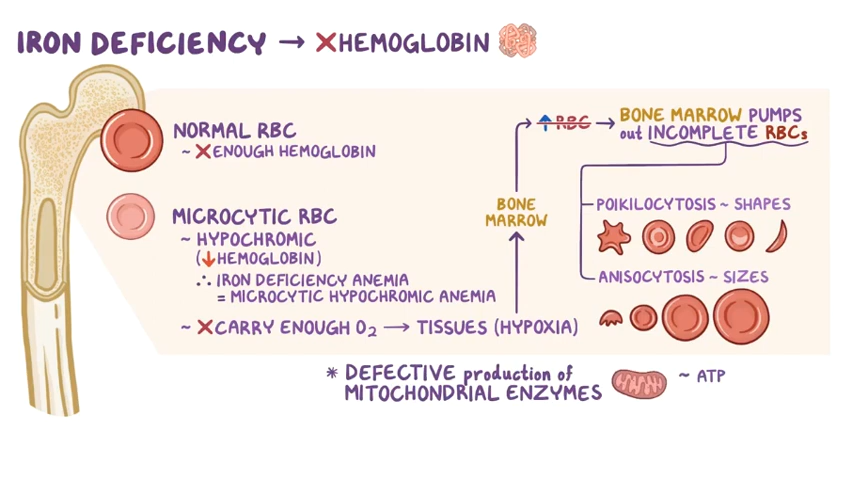 IRON DEFICIENCY → ✗HEMOGLOBIN
NORMAL RBC
~ ✗ENOUGH HEMOGLOBIN
MICROCYTIC RBC
~ HYPOCHROMIC
(↓HEMOGLOBIN)
∴ IRON DEFICIENCY ANEMIA
= MICROCYTIC HYPOCHROMIC ANEMIA
~ ✗CARRY ENOUGH O₂ → TISSUES (HYPOXIA)
BONE
MARROW
↑ RBC → BONE MARROW PUMPS
out INCOMPLETE RBCs
POIKILOCYTOSIS ~ SHAPES
ANISOCYTOSIS ~ SIZES
* DEFECTIVE production of
MITOCHONDRIAL ENZYMES ~ ATP